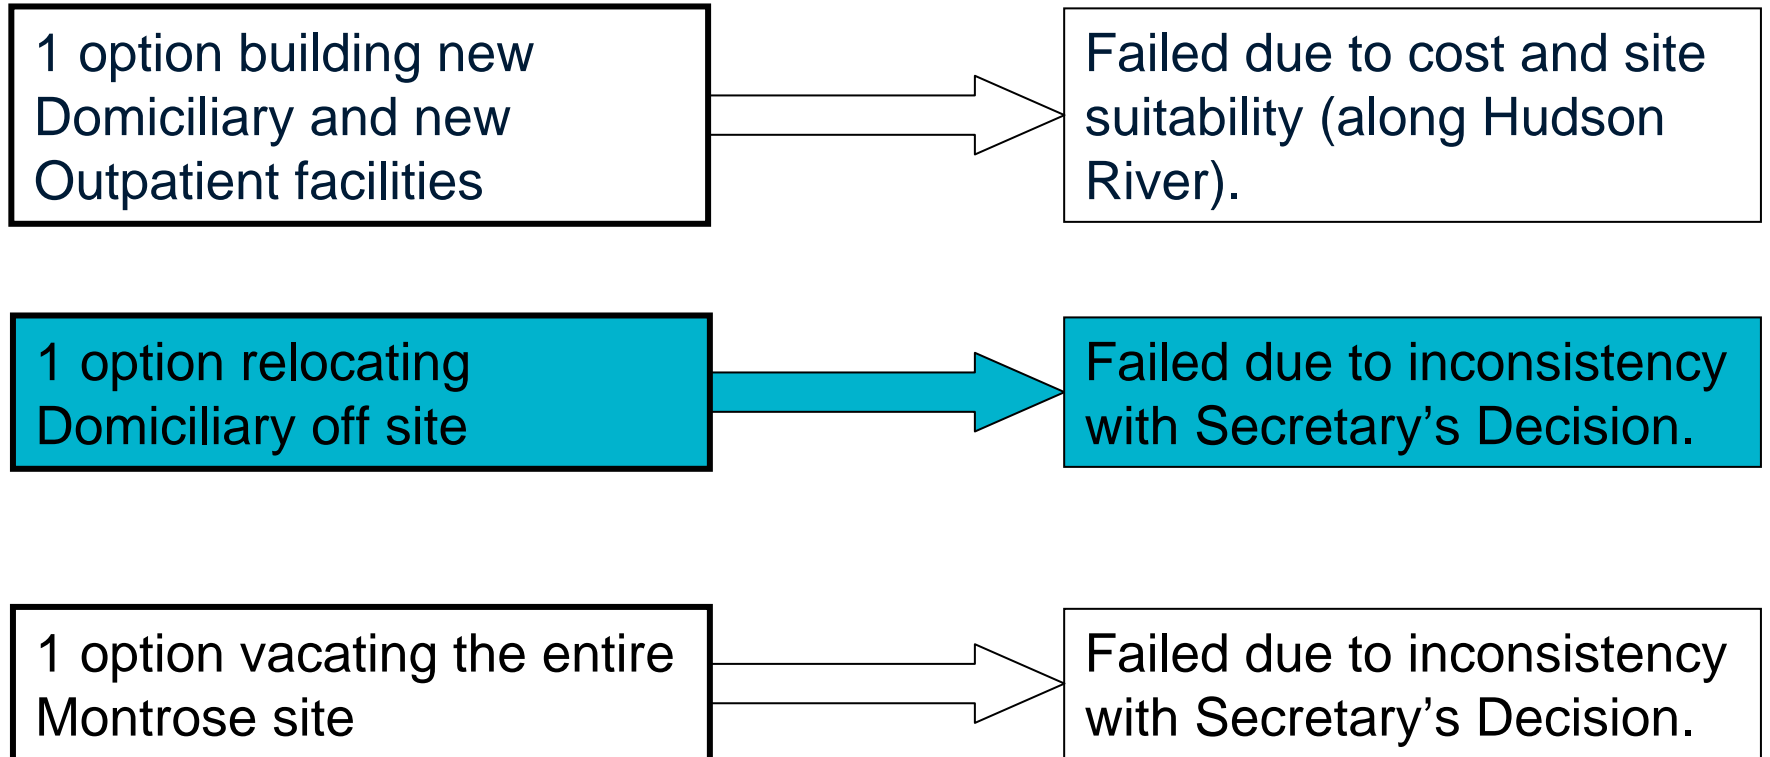 1 option building new
Domiciliary and new
Outpatient facilities
Failed due to cost and site
suitability (along Hudson
River).
1 option relocating
Domiciliary off site
Failed due to inconsistency
with Secretary’s Decision.
1 option vacating the entire
Montrose site
Failed due to inconsistency
with Secretary’s Decision.